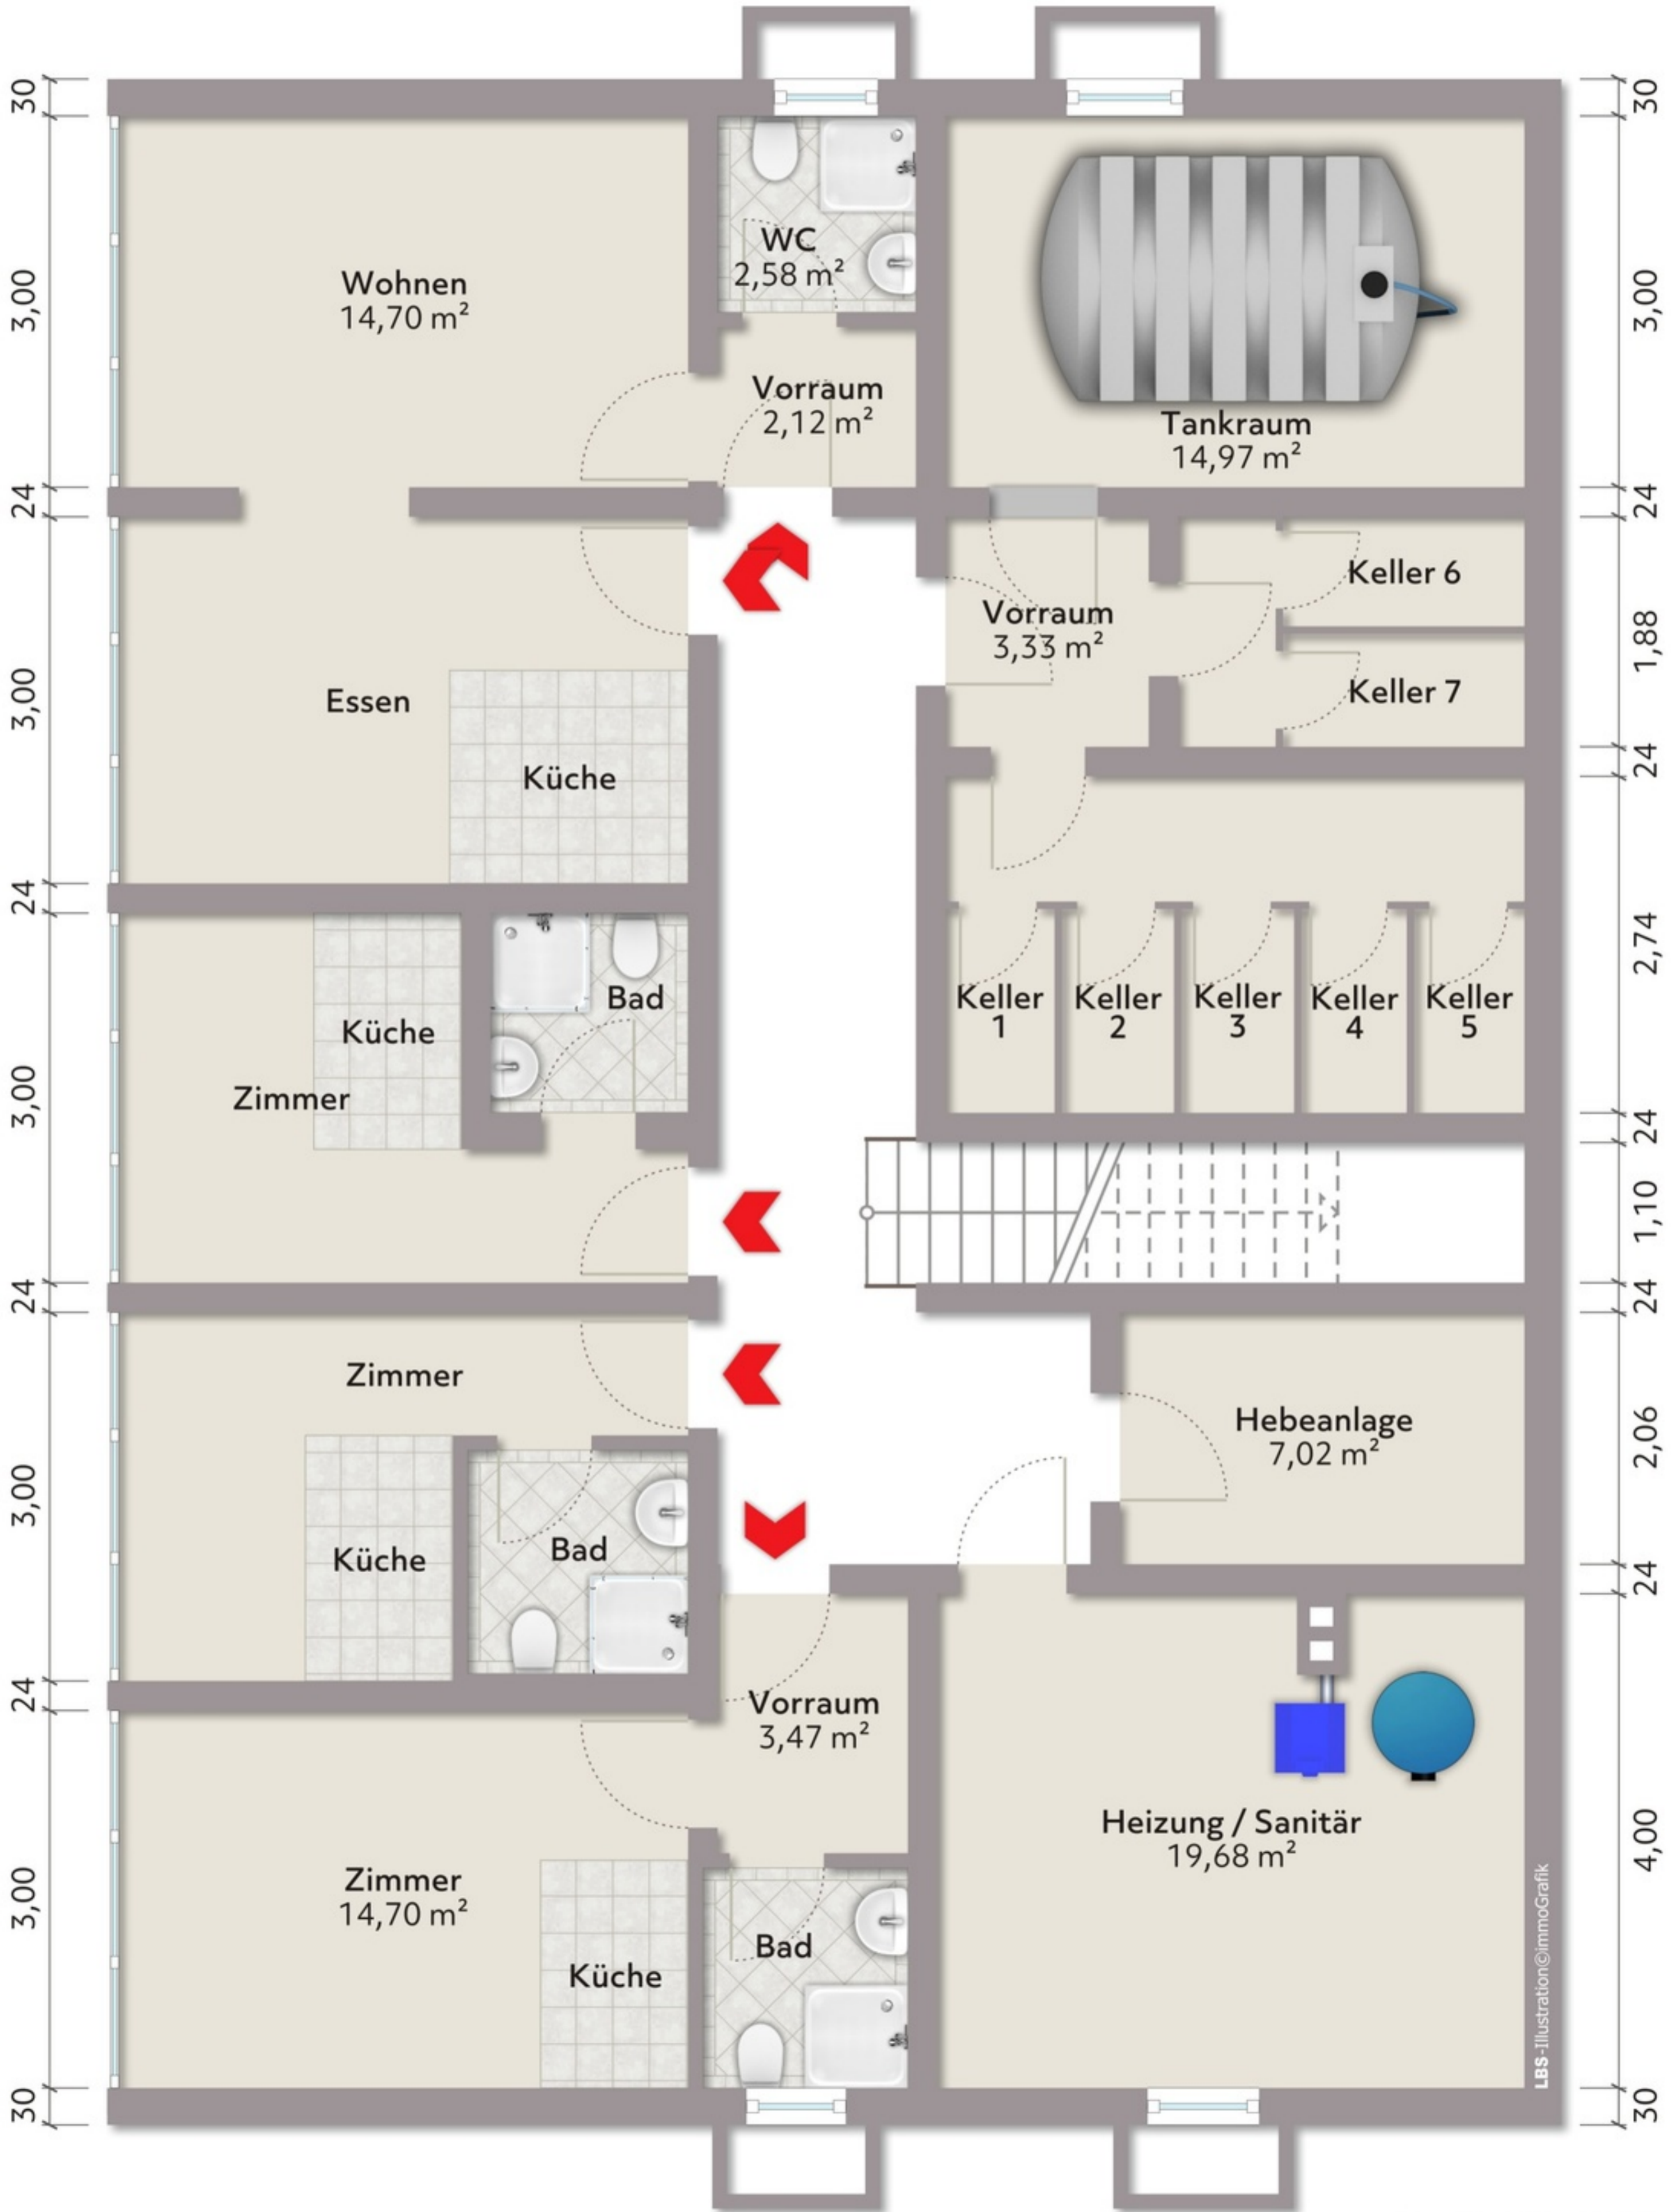 30
3,00
24
3,00
24
3,00
24
3,00
24
3,00
30
Wohnen
14,70 m²
WC
2,58 m²
Vorraum
2,12 m²
Tankraum
14,97 m²
Essen
Küche
Vorraum
3,33 m²
Keller 6
Keller 7
Küche
Zimmer
Bad
Keller
1
Keller
2
Keller
3
Keller
4
Keller
5
Zimmer
Küche
Bad
Hebeanlage
7,02 m²
Vorraum
3,47 m²
Zimmer
14,70 m²
Küche
Bad
Heizung / Sanitär
19,68 m²
LBS-Illustration©immoGrafik
30
3,00
24
1,88
24
2,74
24
1,10
24
2,06
24
4,00
30